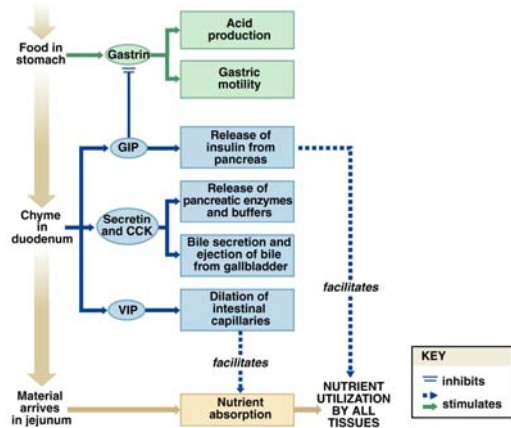 Food in
stomach
Gastrin
Acid
production
Gastric
motility
GIP
Release of
insulin from
pancreas
Chyme
in
duodenum
Secretin
and CCK
Release of
pancreatic enzymes
and buffers
Bile secretion and
ejection of bile
from gallbladder
VIP
Dilation of
intestinal
capillaries
facilitates
facilitates
Material
arrives
in jejunum
Nutrient
absorption
NUTRIENT
UTILIZATION
BY ALL
TISSUES
KEY
inhibits
stimulates